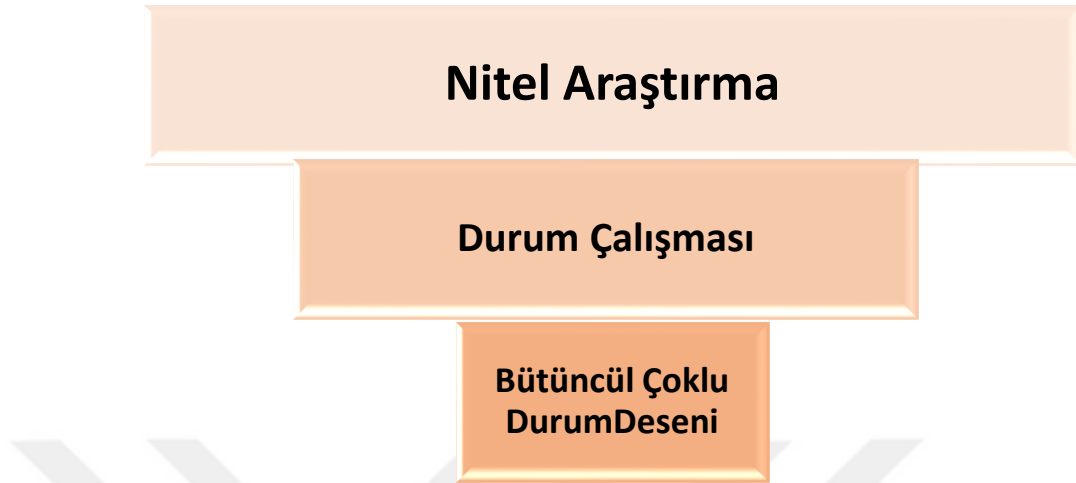 Nitel Araştırma
Durum Çalışması
Bütüncül Çoklu
DurumDeseni